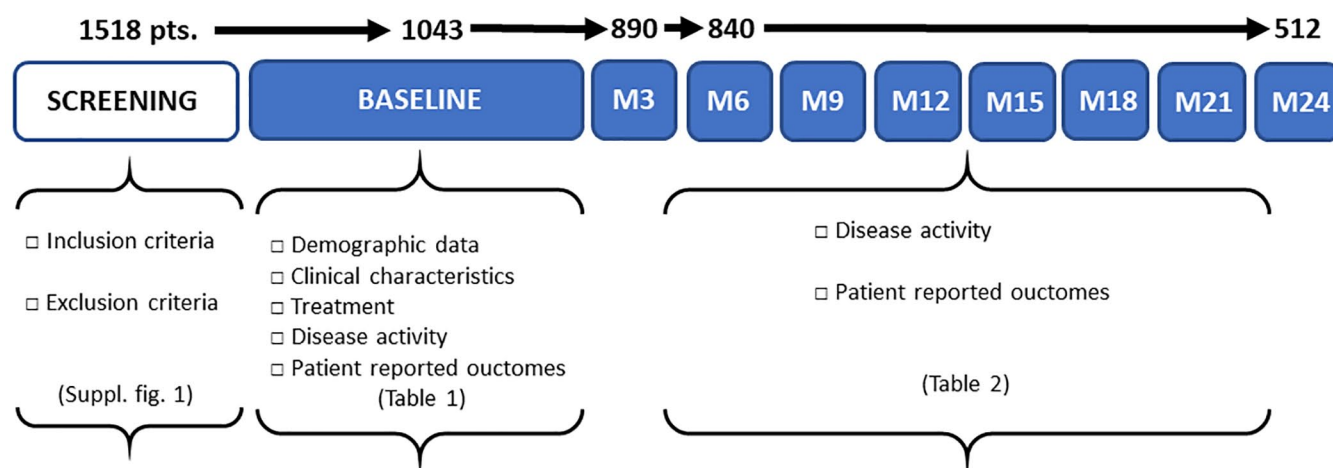 1518 pts. 1043 890 840 512
SCREENING BASELINE M3 M6 M9 M12 M15 M18 M21 M24
□ Inclusion criteria
□ Exclusion criteria
(Suppl. fig. 1)
□ Demographic data
□ Clinical characteristics
□ Treatment
□ Disease activity
□ Patient reported ouctomes
(Table 1)
□ Disease activity
□ Patient reported ouctomes
(Table 2)